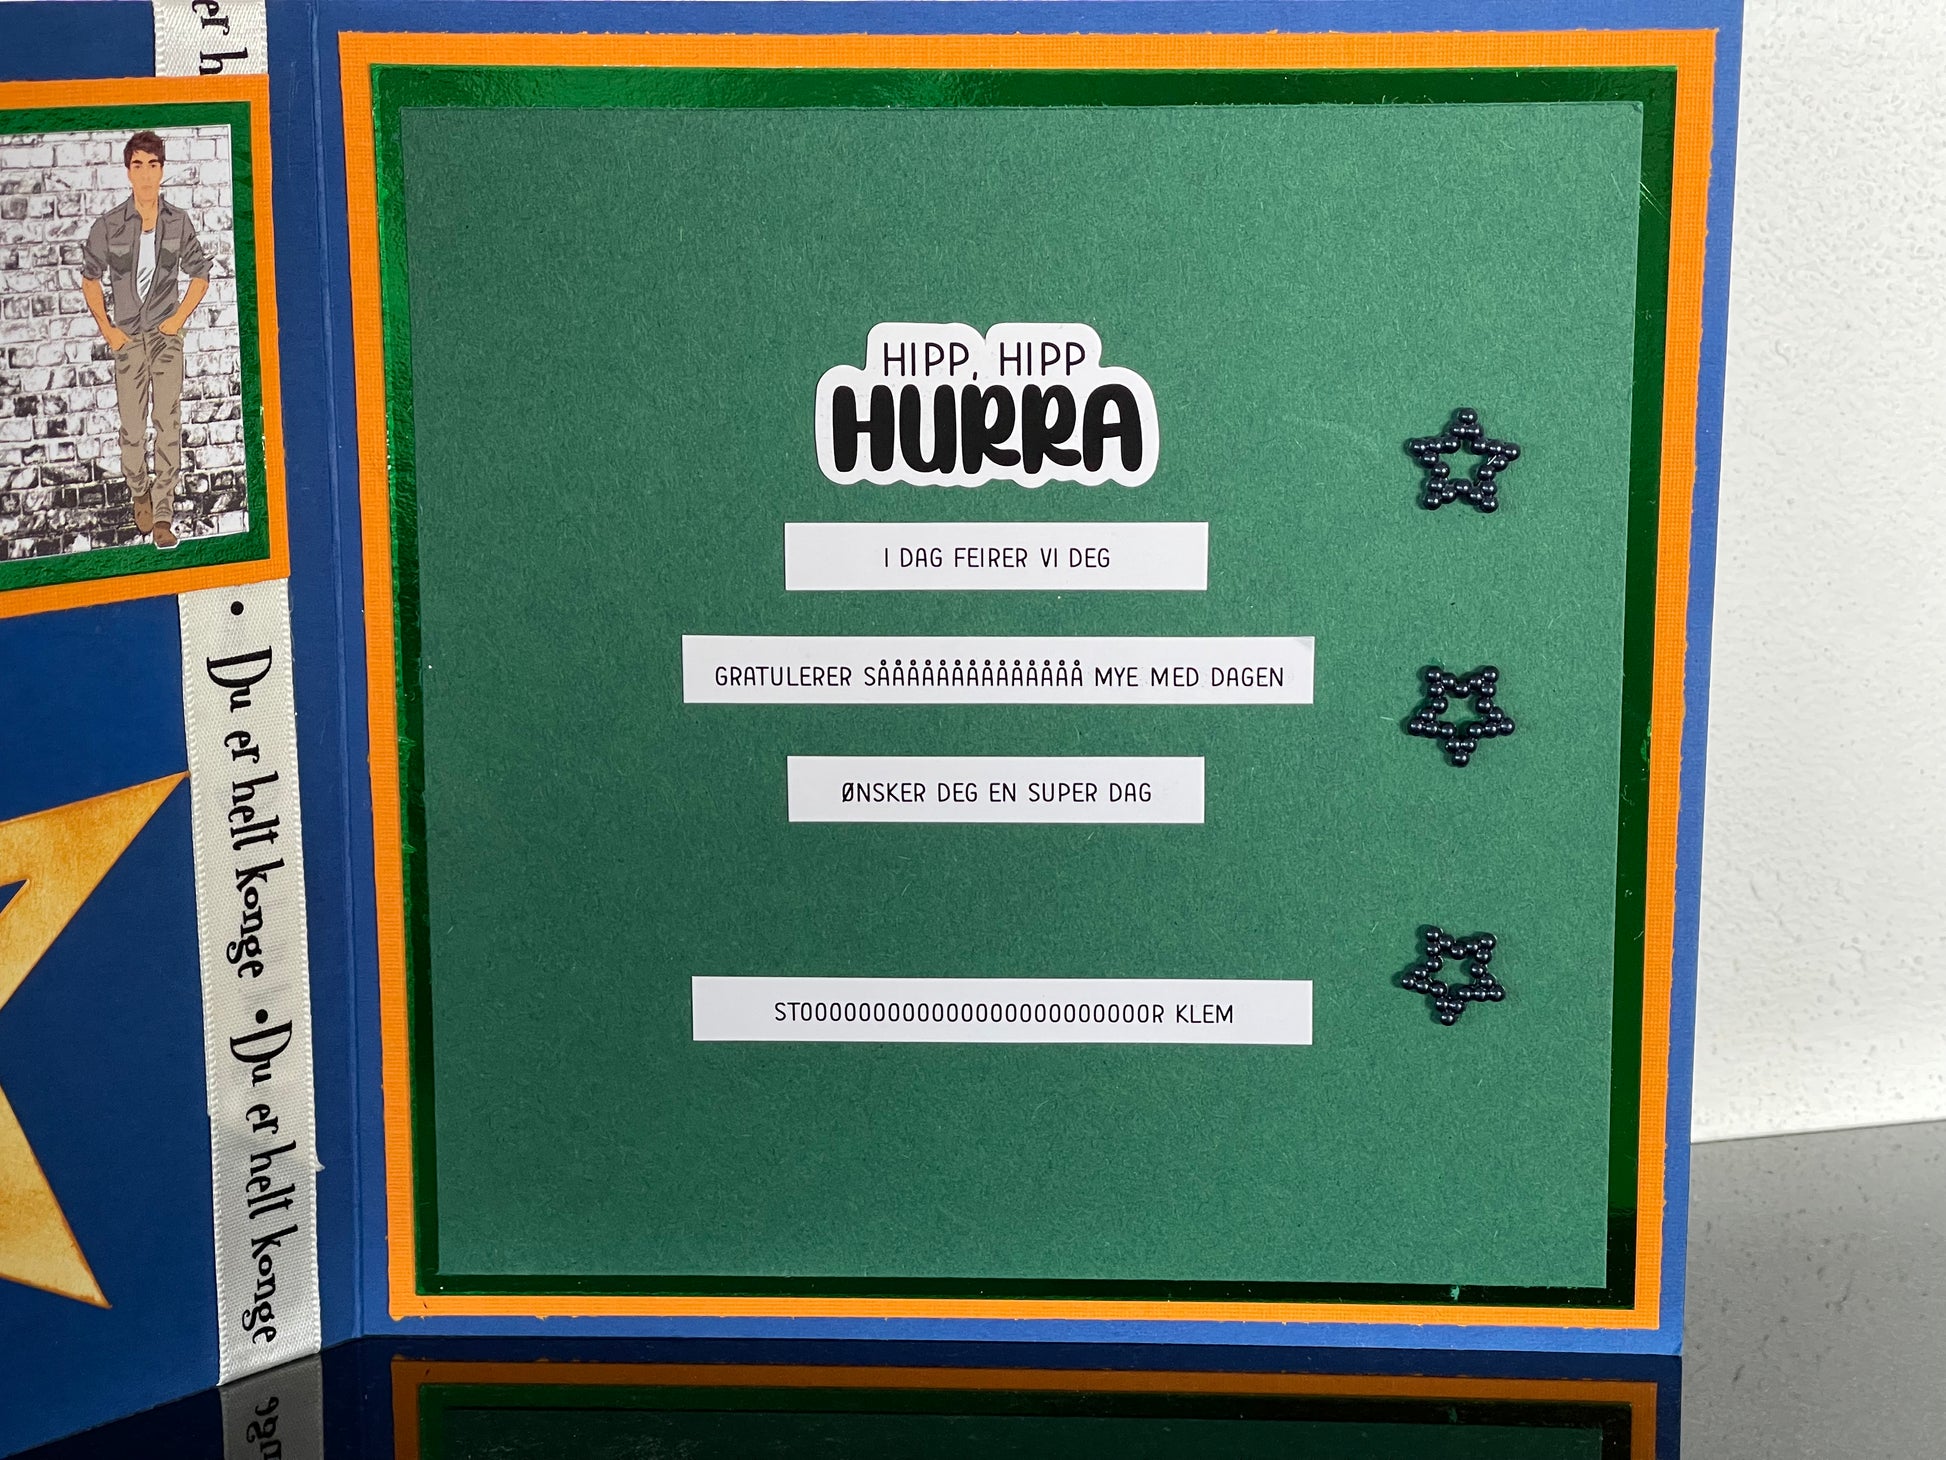 er h
• Du er helt konge • Du er helt konge
HIPP, HIPP
HURRA
I DAG FEIRER VI DEG
GRATULERER SÅÅÅÅÅÅÅÅÅÅÅÅÅÅ MYE MED DAGEN
ØNSKER DEG EN SUPER DAG
STOOOOOOOOOOOOOOOOOOOOOOOOR KLEM